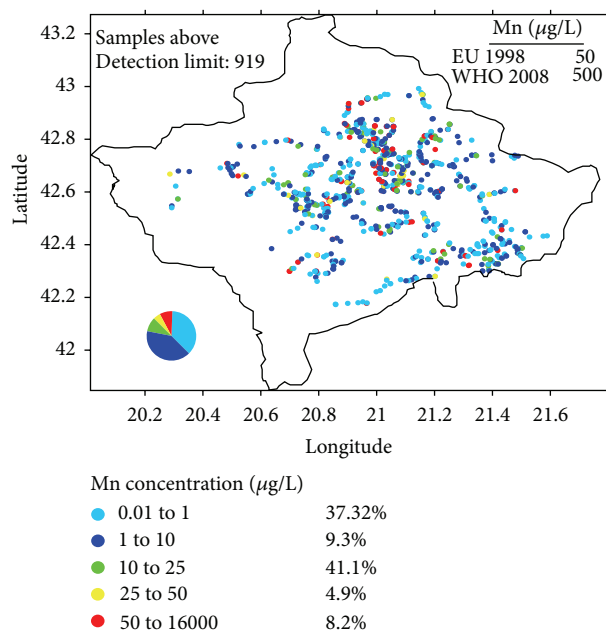 Samples above
Detection limit: 919
Mn (μg/L)
EU 1998 50
WHO 2008 500
43.2
43
42.8
42.6
42.4
42.2
42
Latitude
20.2 20.4 20.6 20.8 21 21.2 21.4 21.6
Longitude
Mn concentration (μg/L)
0.01 to 1 37.32%
1 to 10 9.3%
10 to 25 41.1%
25 to 50 4.9%
50 to 16000 8.2%